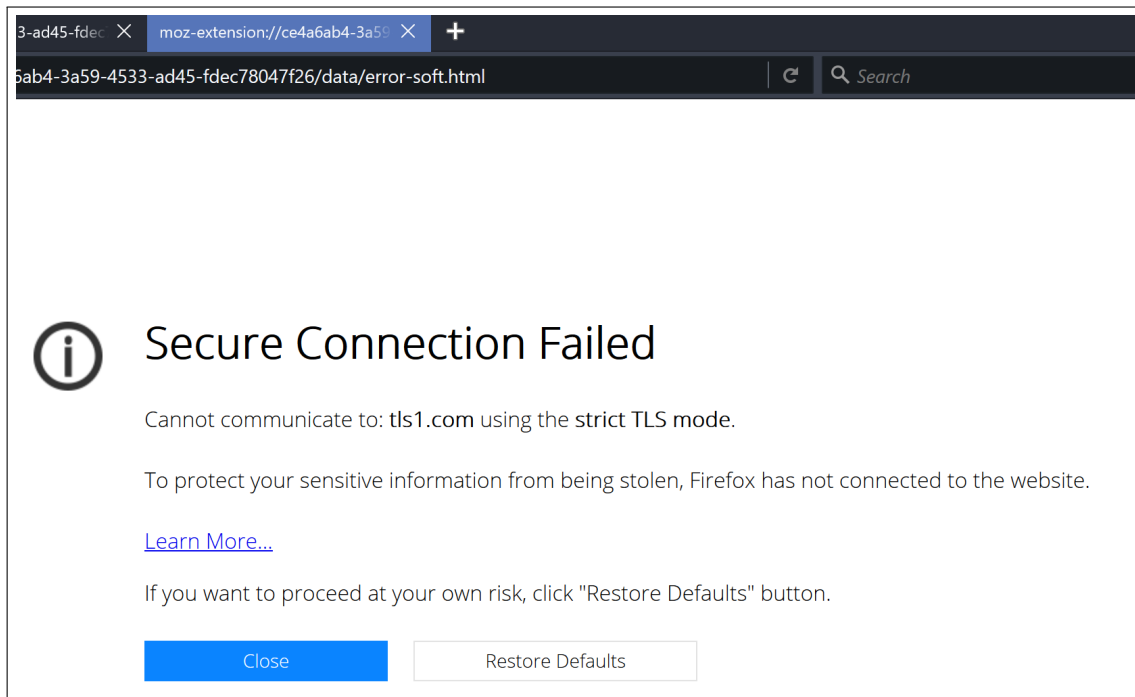 3-ad45-fdec
moz-extension://ce4a6ab4-3a59
6ab4-3a59-4533-ad45-fdec78047f26/data/error-soft.html
Search
Secure Connection Failed
Cannot communicate to: tls1.com using the strict TLS mode.
To protect your sensitive information from being stolen, Firefox has not connected to the website.
Learn More...
If you want to proceed at your own risk, click "Restore Defaults" button.
Close
Restore Defaults